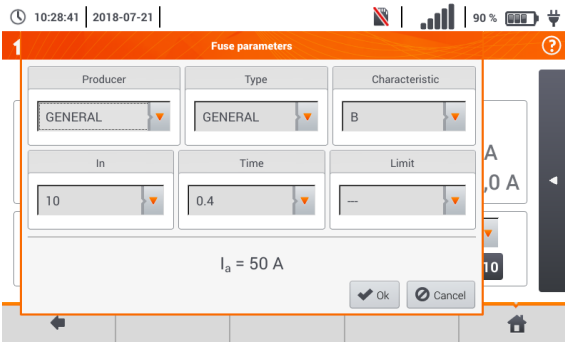 10:28:41 2018-07-21 90 %
1 Fuse parameters ?
Producer Type Characteristic
GENERAL GENERAL B
In Time Limit
10 0.4 ---
A
,0 A
Ia = 50 A
10
Ok Cancel